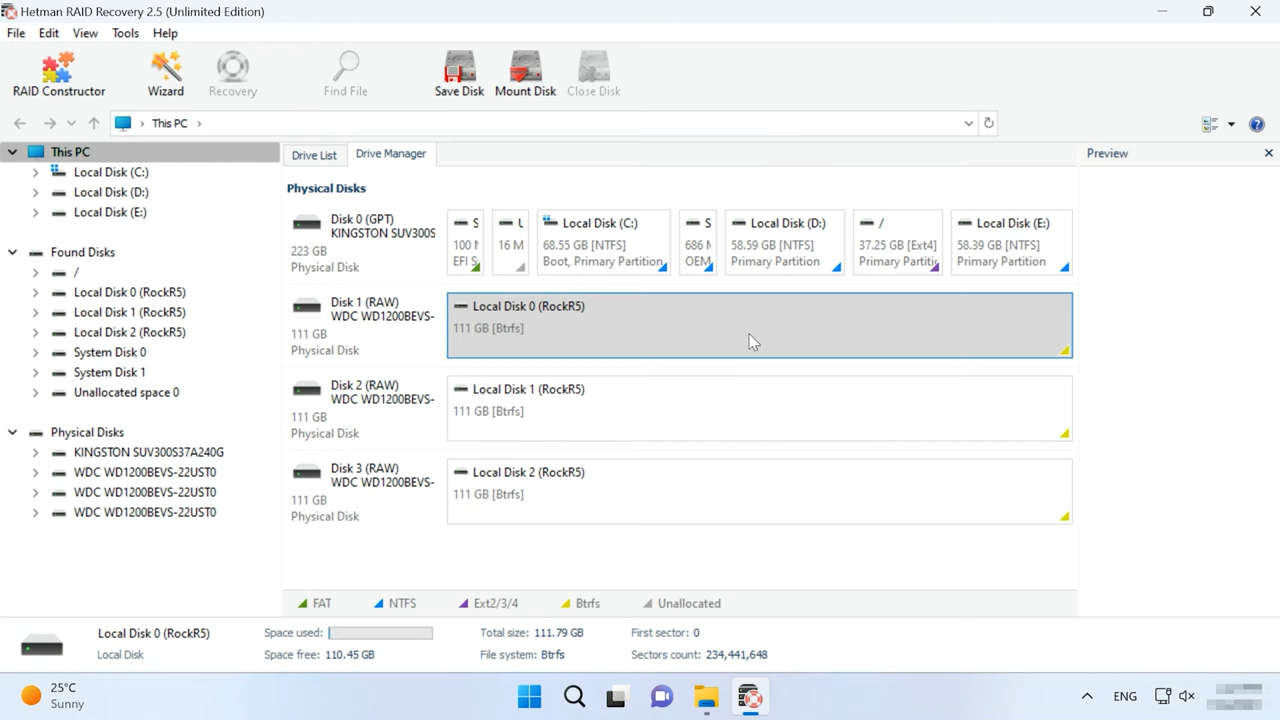 Hetman RAID Recovery 2.5 (Unlimited Edition)
File Edit View Tools Help
RAID Constructor Wizard Recovery Find File Save Disk Mount Disk Close Disk
This PC
This PC
Local Disk (C:)
Local Disk (D:)
Local Disk (E:)
Found Disks
/
Local Disk 0 (RockR5)
Local Disk 1 (RockR5)
Local Disk 2 (RockR5)
System Disk 0
System Disk 1
Unallocated space 0
Physical Disks
KINGSTON SUV300S37A240G
WDC WD1200BEVS-22UST0
WDC WD1200BEVS-22UST0
WDC WD1200BEVS-22UST0
Drive List Drive Manager
Physical Disks
Disk 0 (GPT)
KINGSTON SUV300S
223 GB
Physical Disk
S
100 M
EFI S
16 M
Local Disk (C:)
68.55 GB [NTFS]
Boot, Primary Partition
S
686 M
OEM,
Local Disk (D:)
58.59 GB [NTFS]
Primary Partition
/
37.25 GB [Ext4]
Primary Partitic
Local Disk (E:)
58.39 GB [NTFS]
Primary Partition
Disk 1 (RAW)
WDC WD1200BEVS-
111 GB
Physical Disk
Local Disk 0 (RockR5)
111 GB [Btrfs]
Disk 2 (RAW)
WDC WD1200BEVS-
111 GB
Physical Disk
Local Disk 1 (RockR5)
111 GB [Btrfs]
Disk 3 (RAW)
WDC WD1200BEVS-
111 GB
Physical Disk
Local Disk 2 (RockR5)
111 GB [Btrfs]
FAT NTFS Ext2/3/4 Btrfs Unallocated
Preview
Local Disk 0 (RockR5)
Local Disk
Space used:
Space free: 110.45 GB
Total size: 111.79 GB
File system: Btrfs
First sector: 0
Sectors count: 234,441,648
25°C
Sunny
ENG